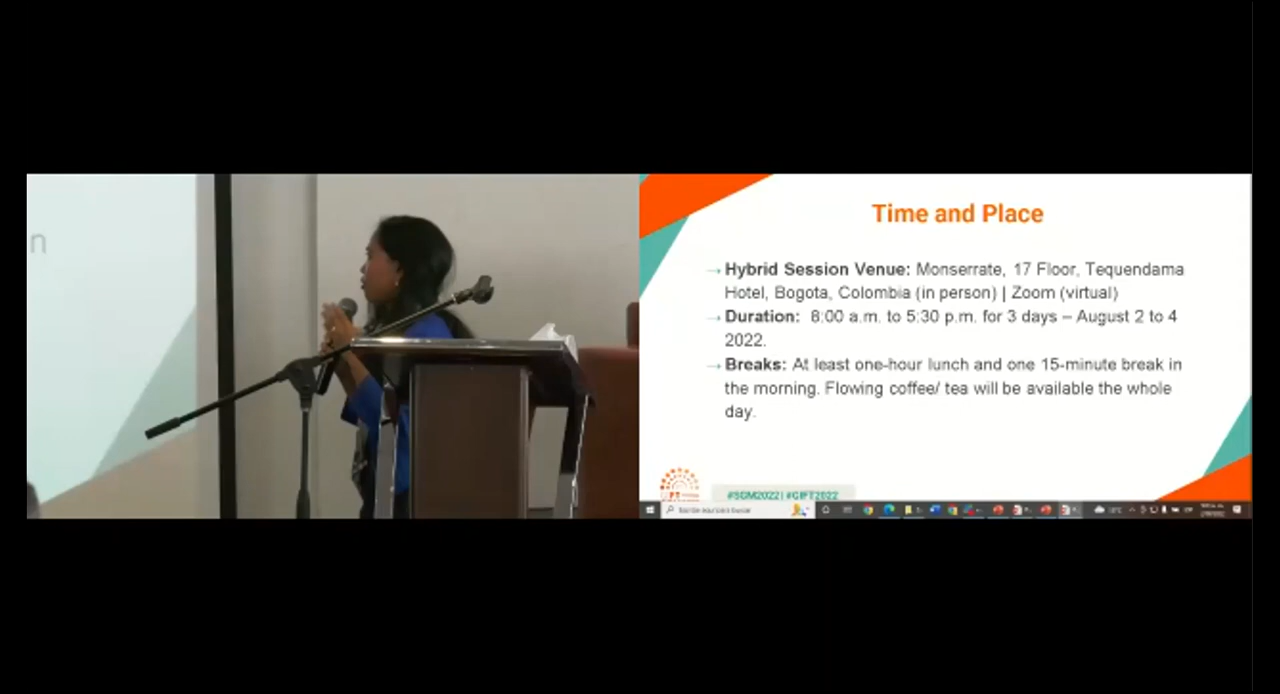 n
Time and Place
→ Hybrid Session Venue: Monserrate, 17 Floor, Tequendama
Hotel, Bogota, Colombia (in person) | Zoom (virtual)
→ Duration: 8:00 a.m. to 5:30 p.m. for 3 days – August 2 to 4
2022.
→ Breaks: At least one-hour lunch and one 15-minute break in
the morning. Flowing coffee/ tea will be available the whole
day.
#SGM2022| #GIFT2022